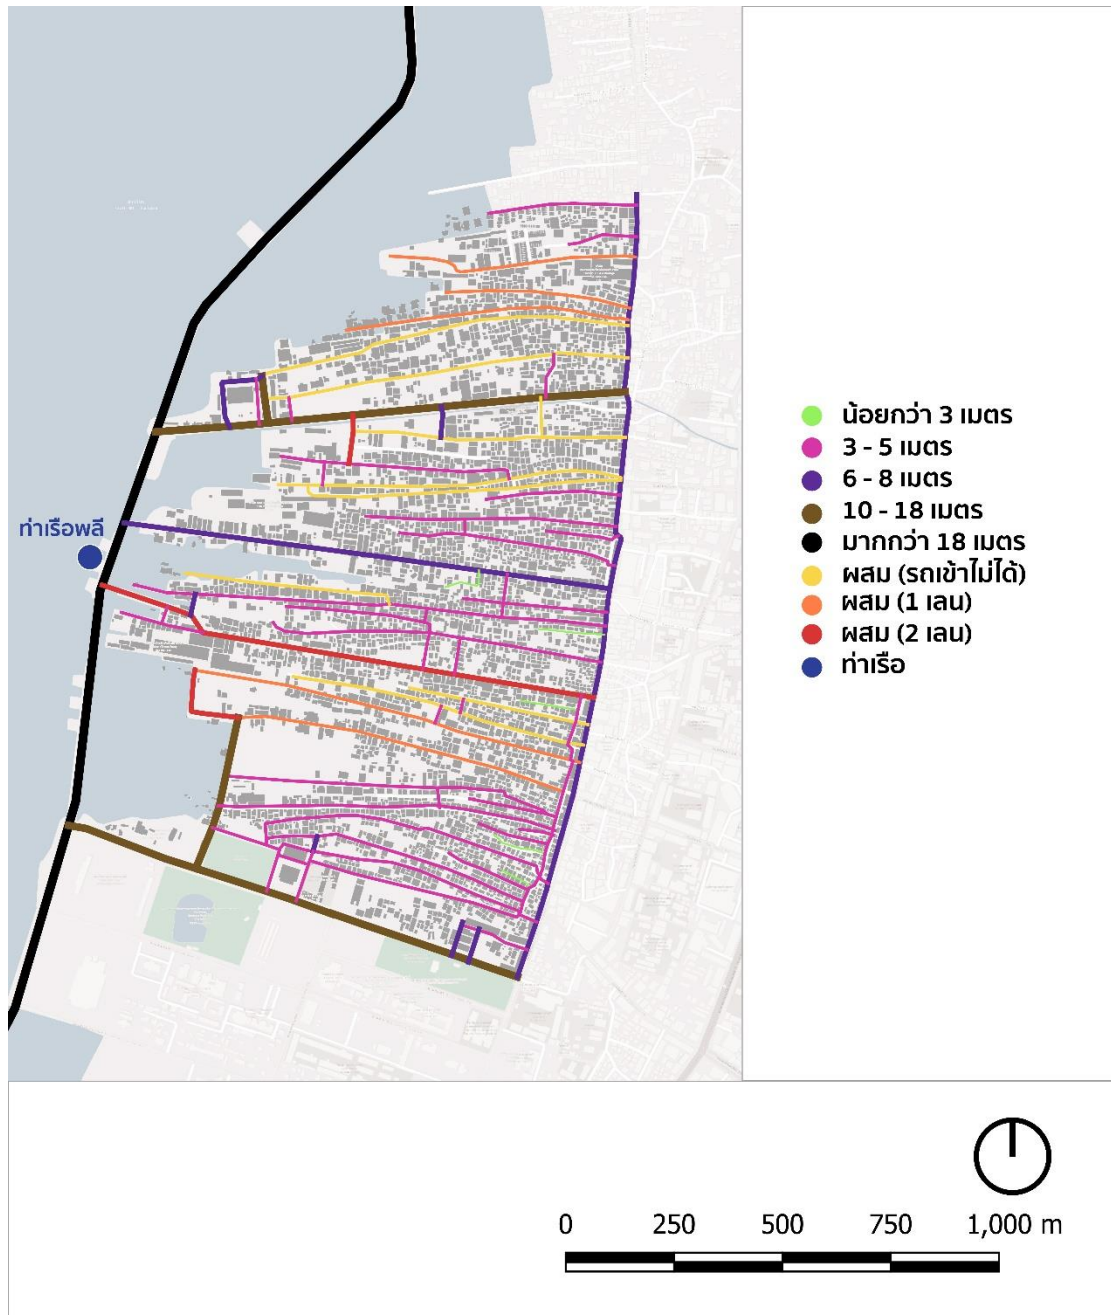 ท่าเรือพลี
น้อยกว่า 3 เมตร
3 - 5 เมตร
6 - 8 เมตร
10 - 18 เมตร
มากกว่า 18 เมตร
ผสม (รถเข้าไม่ได้)
ผสม (1 เลน)
ผสม (2 เลน)
ท่าเรือ
0 250 500 750 1,000 m